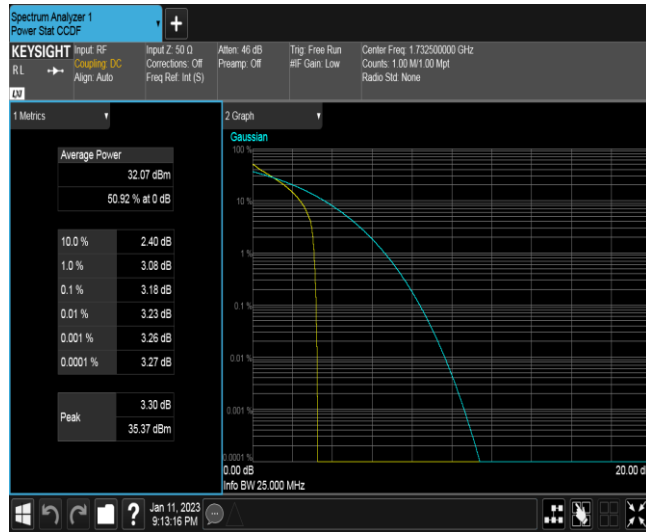 Spectrum Analyzer 1
Power Stat CCDF
KEYSIGHT
RL
LXI
Input: RF
Coupling: DC
Align: Auto
Input Z: 50 Ω
Corrections: Off
Freq Ref: Int (S)
Atten: 46 dB
Preamp: Off
Trig: Free Run
#IF Gain: Low
Center Freq: 1.732500000 GHz
Counts: 1.00 M/1.00 Mpt
Radio Std: None
1 Metrics
Average Power
32.07 dBm
50.92 % at 0 dB
10.0 % 2.40 dB
1.0 % 3.08 dB
0.1 % 3.18 dB
0.01 % 3.23 dB
0.001 % 3.26 dB
0.0001 % 3.27 dB
Peak
3.30 dB
35.37 dBm
2 Graph
Gaussian
100 %
10 %
1 %
0.1 %
0.01 %
0.001 %
0.0001 %
0.00 dB
20.00 d
Info BW 25.000 MHz
?
Jan 11, 2023
9:13:16 PM